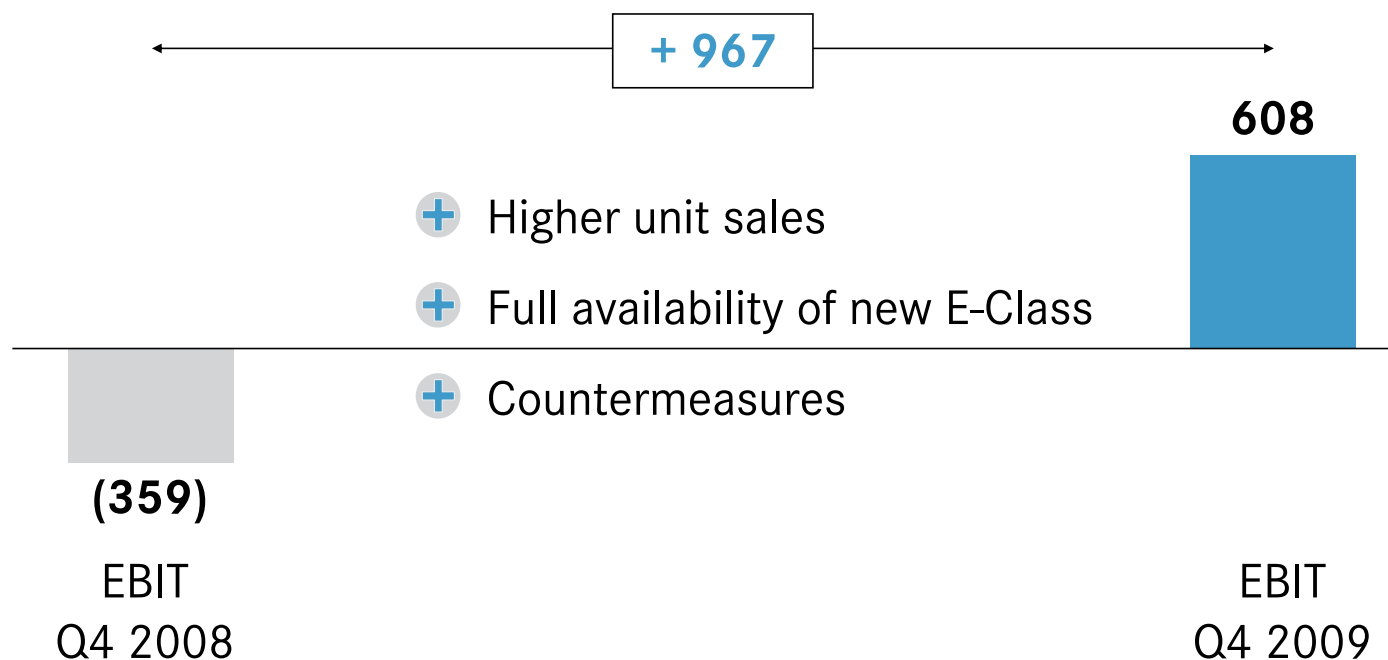 + 967
608
Higher unit sales
Full availability of new E-Class
Countermeasures
(359)
EBIT
Q4 2008
EBIT
Q4 2009